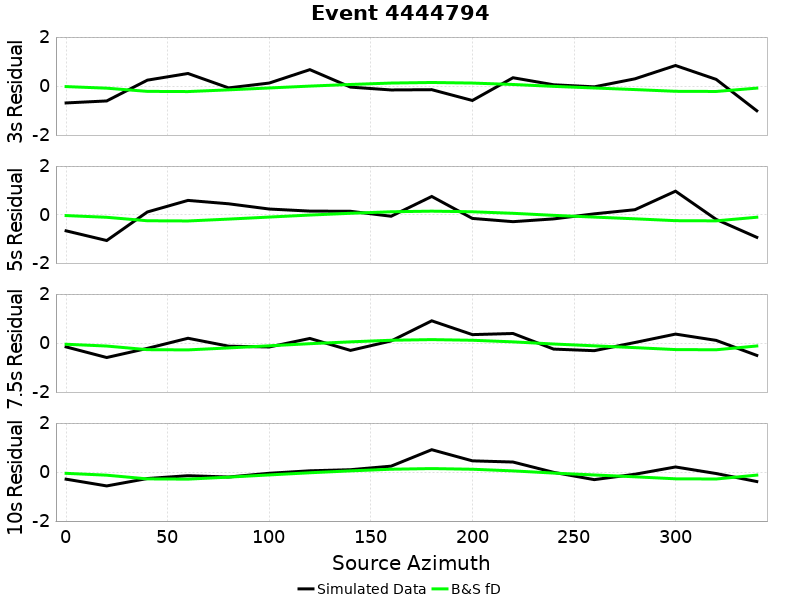 Event 4444794
3s Residual
2
0
-2
5s Residual
2
0
-2
7.5s Residual
2
0
-2
10s Residual
2
0
-2
0 50 100 150 200 250 300
Source Azimuth
Simulated Data B&S fD